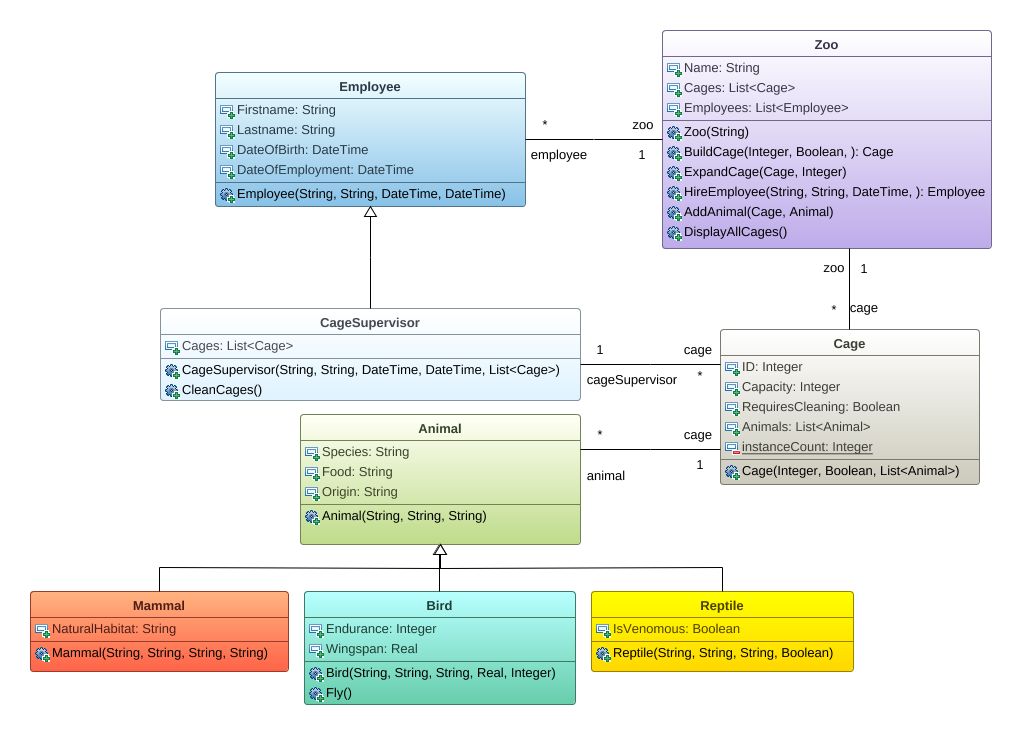 Zoo
Name: String
Cages: List<Cage>
Employees: List<Employee>
Zoo(String)
BuildCage(Integer, Boolean, ): Cage
ExpandCage(Cage, Integer)
HireEmployee(String, String, DateTime, ): Employee
AddAnimal(Cage, Animal)
DisplayAllCages()
Employee
Firstname: String
Lastname: String
DateOfBirth: DateTime
DateOfEmployment: DateTime
Employee(String, String, DateTime, DateTime)
* zoo
employee 1
zoo 1
* cage
CageSupervisor
Cages: List<Cage>
CageSupervisor(String, String, DateTime, DateTime, List<Cage>)
CleanCages()
1 cage
cageSupervisor *
Cage
ID: Integer
Capacity: Integer
RequiresCleaning: Boolean
Animals: List<Animal>
instanceCount: Integer
Cage(Integer, Boolean, List<Animal>)
Animal
Species: String
Food: String
Origin: String
Animal(String, String, String)
* cage
animal 1
Mammal
NaturalHabitat: String
Mammal(String, String, String, String)
Bird
Endurance: Integer
Wingspan: Real
Bird(String, String, String, Real, Integer)
Fly()
Reptile
IsVenomous: Boolean
Reptile(String, String, String, Boolean)